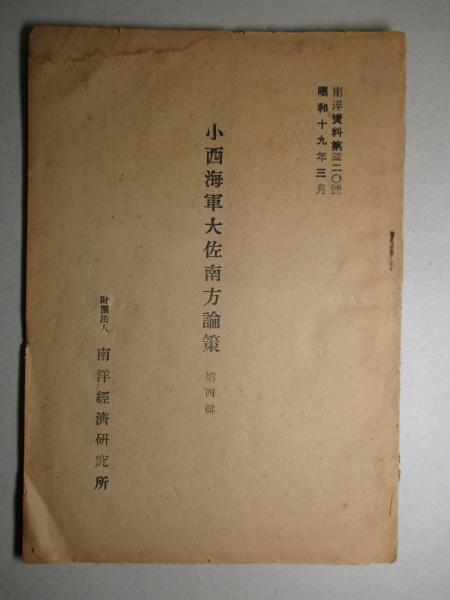 南洋資料第四二〇號
昭和十九年三月
小西海軍大佐南方論策 第四輯
財團法人 南洋經濟研究所